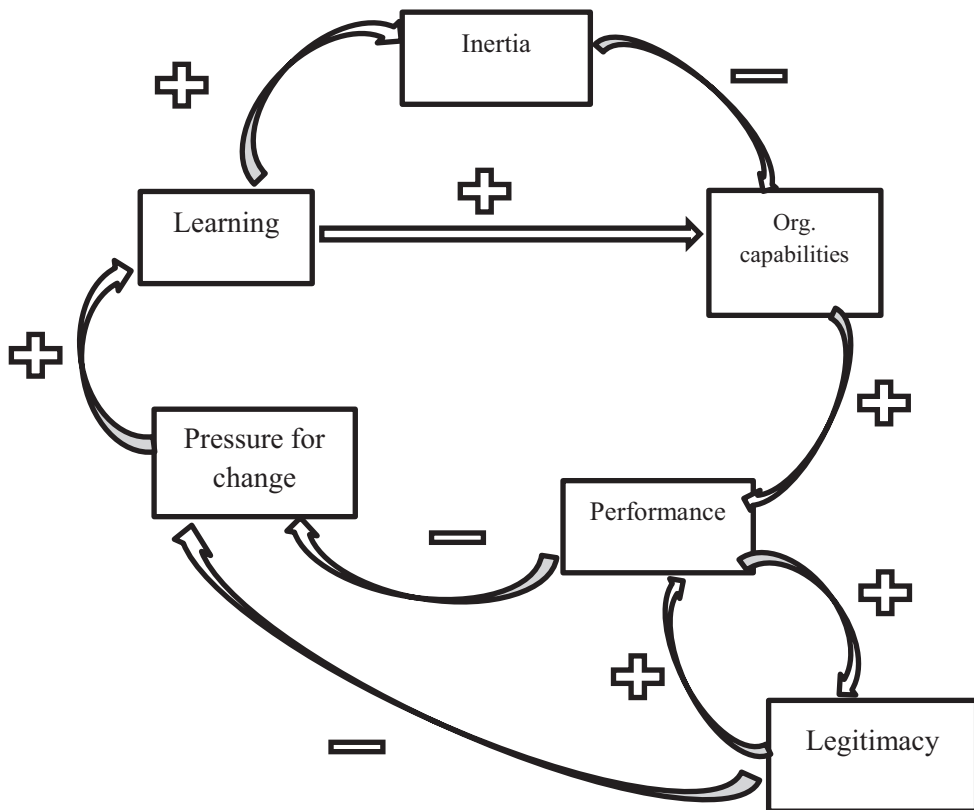 Inertia
Learning
Org.
capabilities
Pressure for
change
Performance
Legitimacy